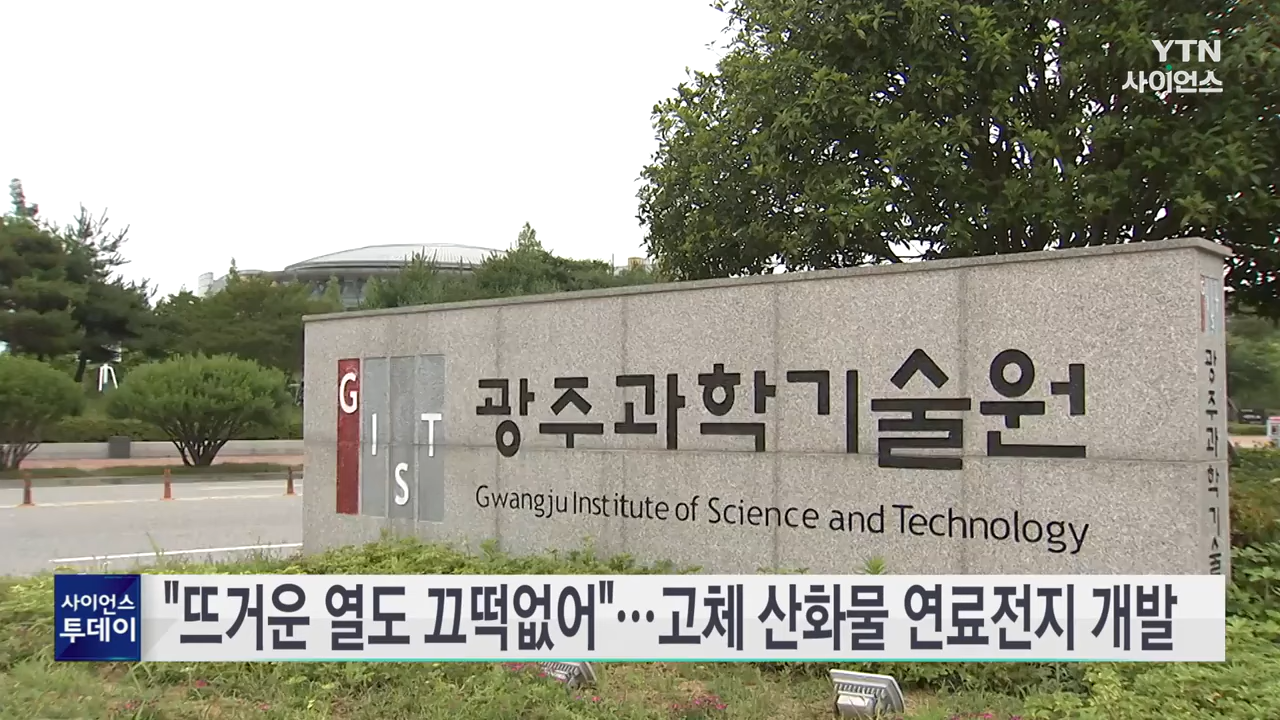 YTN
사이언스
G
I
S
T
광주과학기술원
Gwangju Institute of Science and Technology
광주과학기술
사이언스
투데이
"뜨거운 열도 끄떡없어"…고체 산화물 연료전지 개발